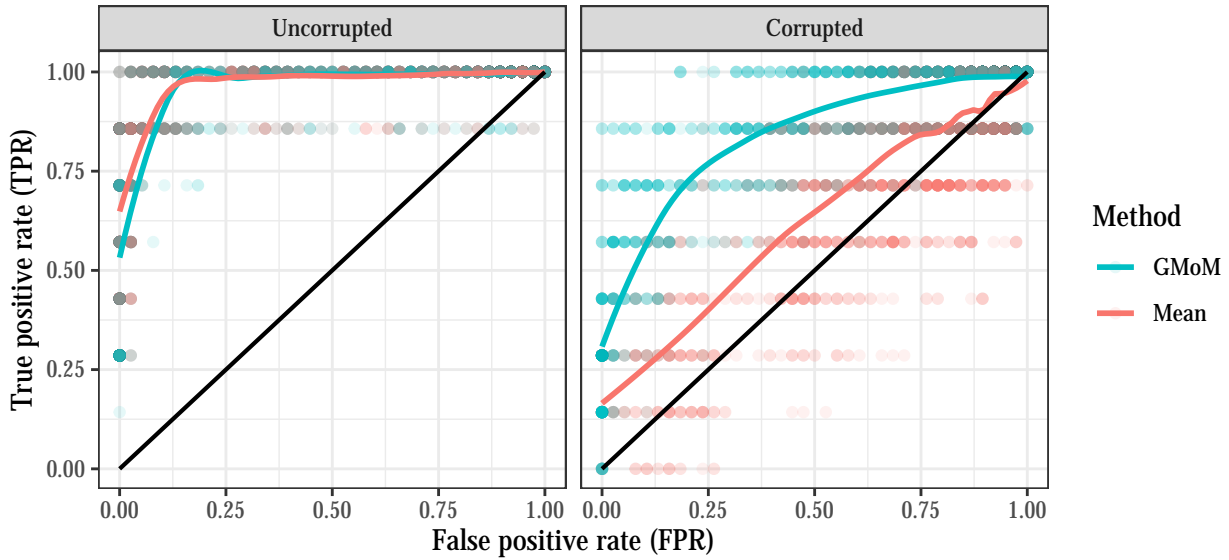 Uncorrupted
Corrupted
True positive rate (TPR)
1.00
0.75
0.50
0.25
0.00
0.00 0.25 0.50 0.75 1.00
0.00 0.25 0.50 0.75 1.00
False positive rate (FPR)
Method
GMoM
Mean